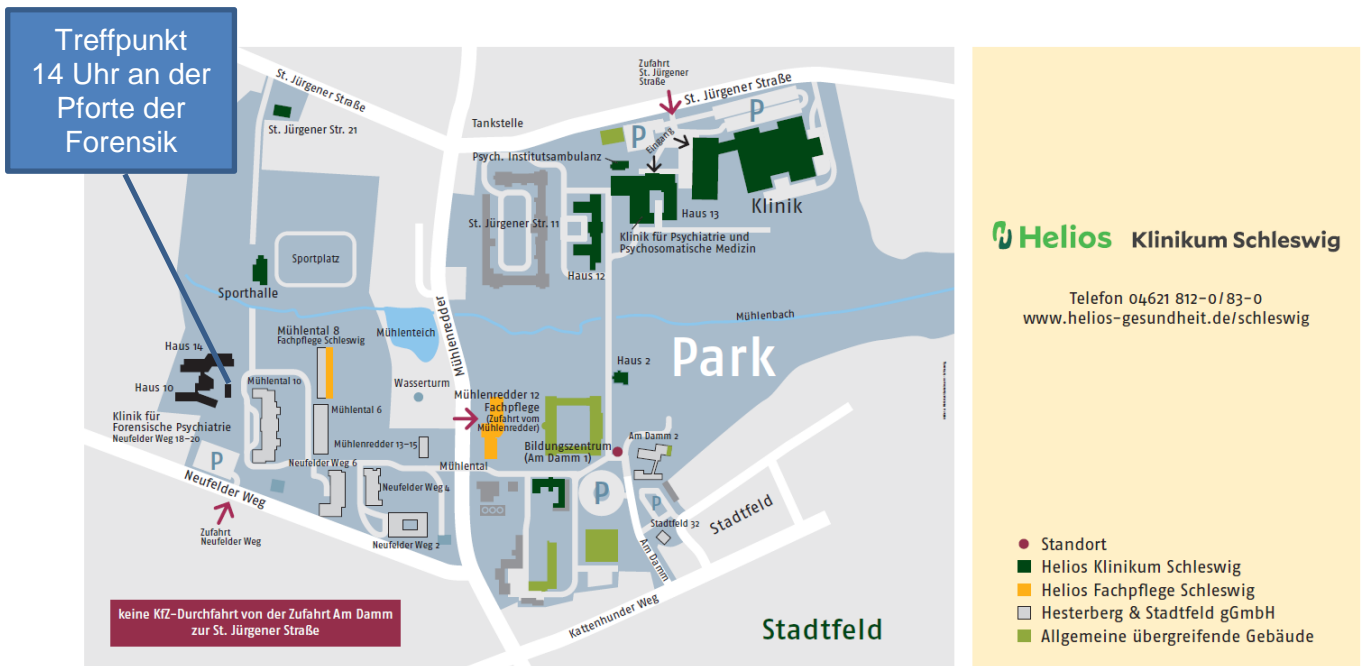 Treffpunkt
14 Uhr an der
Pforte der
Forensik
St. Jürgener Straße
St. Jürgener Str. 21
Tankstelle
Zufahrt
St. Jürgener
Straße
St. Jürgener Straße
P
P
Eingang
Psych. Institutsambulanz
Klinik
Haus 13
St. Jürgener Str. 11
Klinik für Psychiatrie und
Psychosomatische Medizin
Haus 12
Sportplatz
Sporthalle
Mühlenredder
Mühlenbach
Mühlental 8
Fachpflege Schleswig
Mühlenteich
Park
Haus 14
Haus 10
Haus 2
Mühlental 10
Wasserturm
Mühlenredder 12
Fachpflege
(Zufahrt vom
Mühlenredder)
Mühlental 6
Klinik für
Forensische Psychiatrie
Neufelder Weg 18-20
Mühlenredder 13-15
Bildungszentrum
(Am Damm 1)
Am Damm 2
P
Neufelder Weg 6
Mühlental
Neufelder Weg 4
P
P
Neufelder Weg
Stadtfeld
Stadtfeld 32
Zufahrt
Neufelder Weg
Neufelder Weg 2
Am Damm
Kattenhunder Weg
keine KfZ-Durchfahrt von der Zufahrt Am Damm
zur St. Jürgener Straße
Stadtfeld
Helios Klinikum Schleswig
Telefon 04621 812-0/83-0
www.helios-gesundheit.de/schleswig
Standort
Helios Klinikum Schleswig
Helios Fachpflege Schleswig
Hesterberg & Stadtfeld gGmbH
Allgemeine übergreifende Gebäude